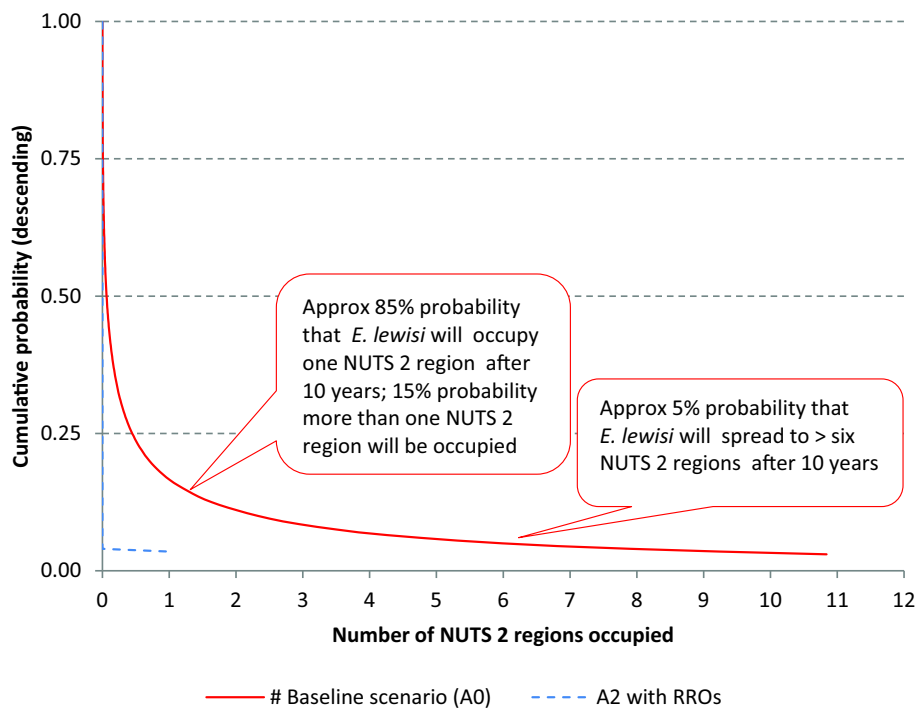 1.00
0.75
0.50
0.25
0.00
Cumulative probability (descending)
Approx 85% probability
that E. lewisi will occupy
one NUTS 2 region after
10 years; 15% probability
more than one NUTS 2
region will be occupied
Approx 5% probability that
E. lewisi will spread to > six
NUTS 2 regions after 10 years
0 1 2 3 4 5 6 7 8 9 10 11 12
Number of NUTS 2 regions occupied
# Baseline scenario (A0) A2 with RROs